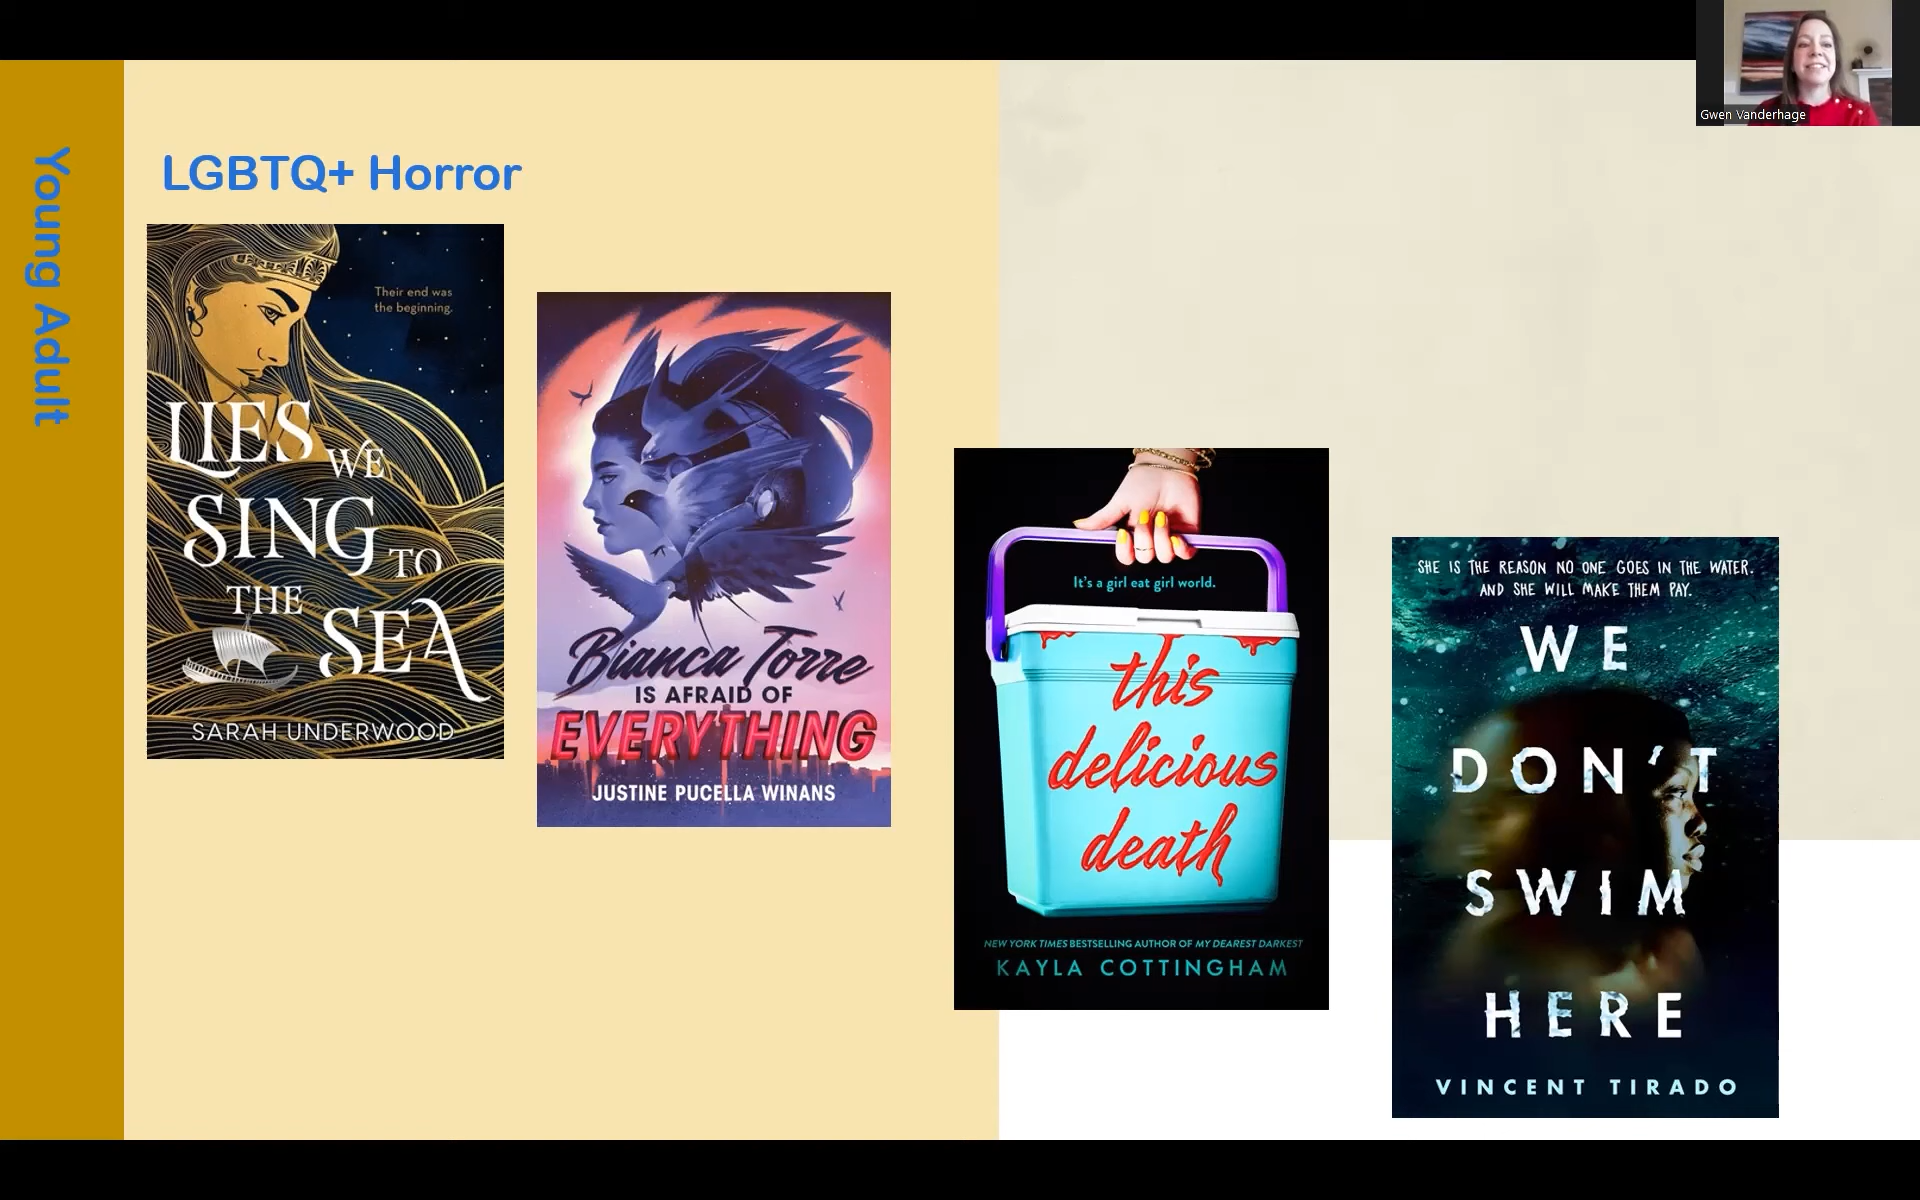 Gwen Vanderhage
Young Adult
LGBTQ+ Horror
Their end was
the beginning.
LIES WE
SING TO
THE SEA
SARAH UNDERWOOD
Bianca Torre
IS AFRAID OF
EVERYTHING
JUSTINE PUCELLA WINANS
It's a girl eat girl world.
this
delicious
death
NEW YORK TIMES BESTSELLING AUTHOR OF MY DEAREST DARKEST
KAYLA COTTINGHAM
SHE IS THE REASON NO ONE GOES IN THE WATER.
AND SHE WILL MAKE THEM PAY.
WE
DON'T
SWIM
HERE
VINCENT TIRADO